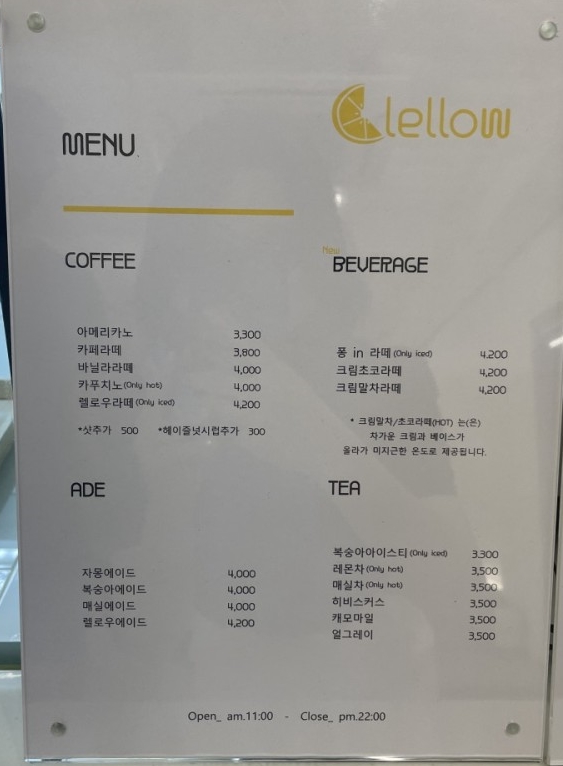 lellow
MENU
COFFEE
아메리카노 3,300
카페라떼 3,800
바닐라라떼 4,000
카푸치노 (Only hot) 4,000
렐로우라떼 (Only iced) 4,200
*샷추가 500 *헤이즐넛시럽추가 300
New
BEVERAGE
퐁 in 라떼 (Only iced) 4,200
크림초코라떼 4,200
크림말차라떼 4,200
* 크림말차/초코라떼(HOT) 는(은)
차가운 크림과 베이스가
올라가 미지근한 온도로 제공됩니다.
ADE
자몽에이드 4,000
복숭아에이드 4,000
매실에이드 4,000
렐로우에이드 4,200
TEA
복숭아아이스티 (Only iced) 3,300
레몬차 (Only hot) 3,500
매실차 (Only hot) 3,500
히비스커스 3,500
캐모마일 3,500
얼그레이 3,500
Open_ am.11:00 - Close_ pm.22:00